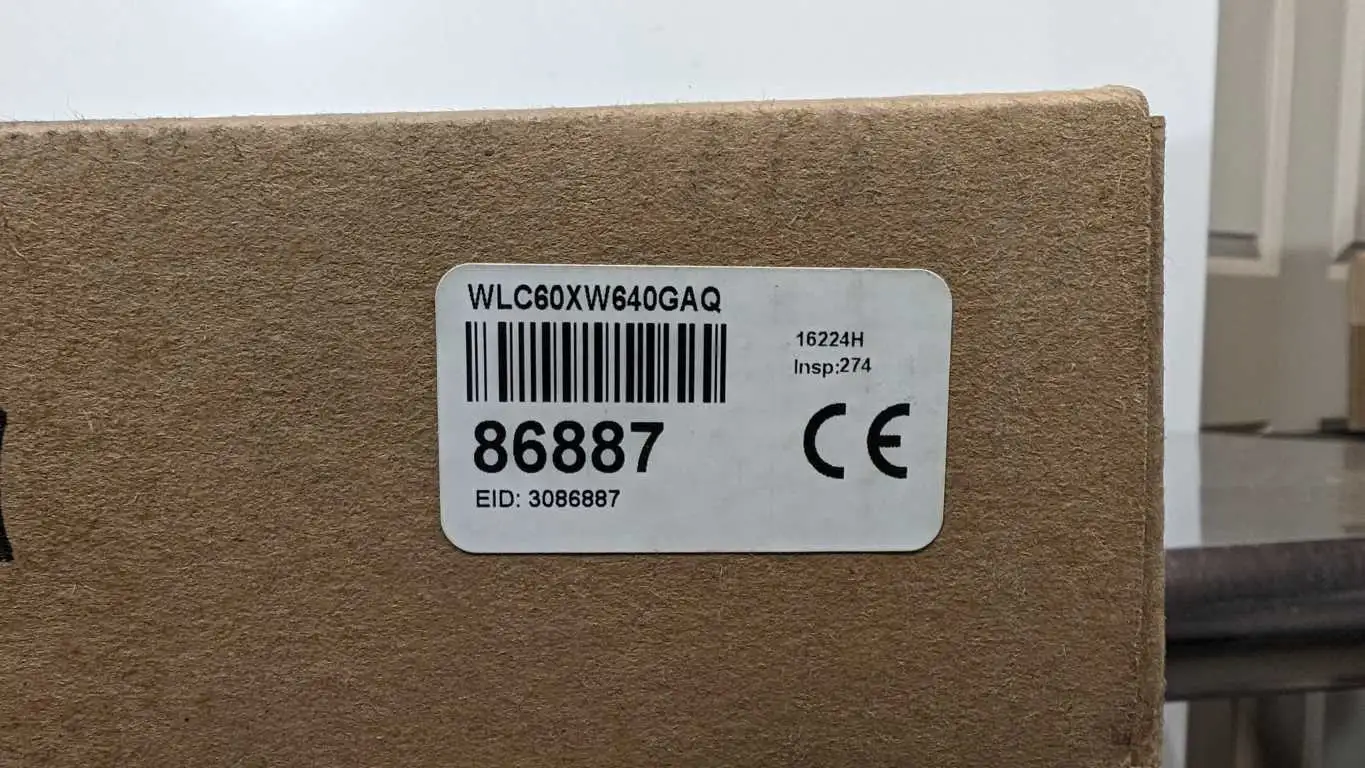 WLC60XW640GAQ
16224H
Insp:274
86887
CE
EID: 3086887